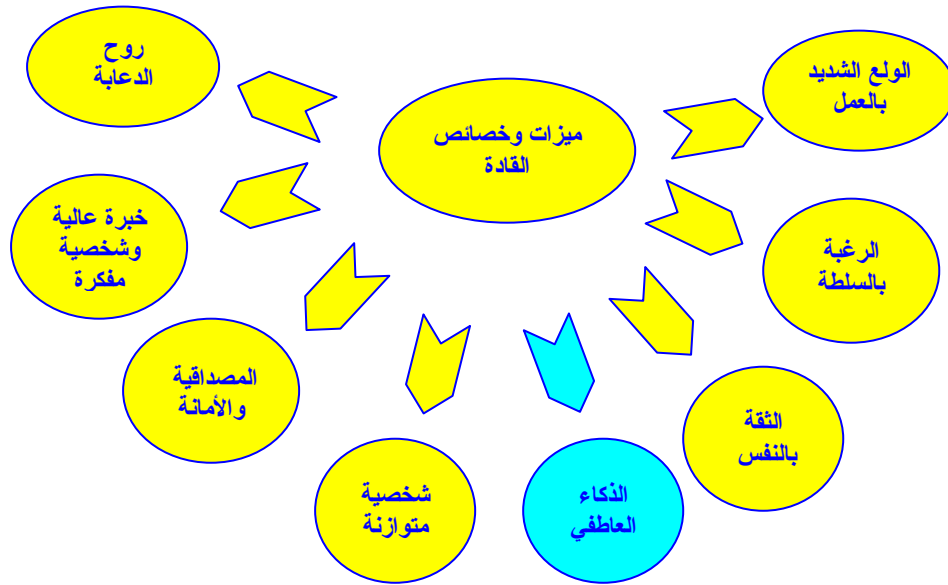 ميزات وخصائص
القادة
الولع الشديد
بالعمل
الرغبة
بالسلطة
الثقة
بالنفس
الذكاء
العاطفي
شخصية
متوازنة
المصداقية
والأمانة
خبرة عالية
وشخصية
مفكرة
روح
الدعابة